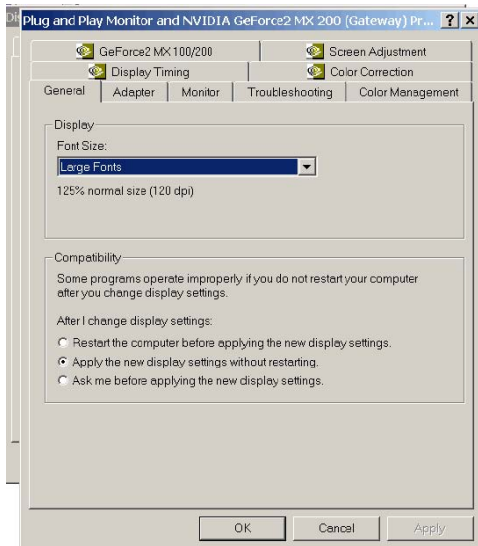 Plug and Play Monitor and NVIDIA GeForce2 MX 200 (Gateway) Pr...
GeForce2 MX 100/200 Screen Adjustment
Display Timing Color Correction
General Adapter Monitor Troubleshooting Color Management
Display
Font Size:
Large Fonts
125% normal size (120 dpi)
Compatibility
Some programs operate improperly if you do not restart your computer
after you change display settings.
After I change display settings:
Restart the computer before applying the new display settings.
Apply the new display settings without restarting.
Ask me before applying the new display settings.
OK Cancel Apply